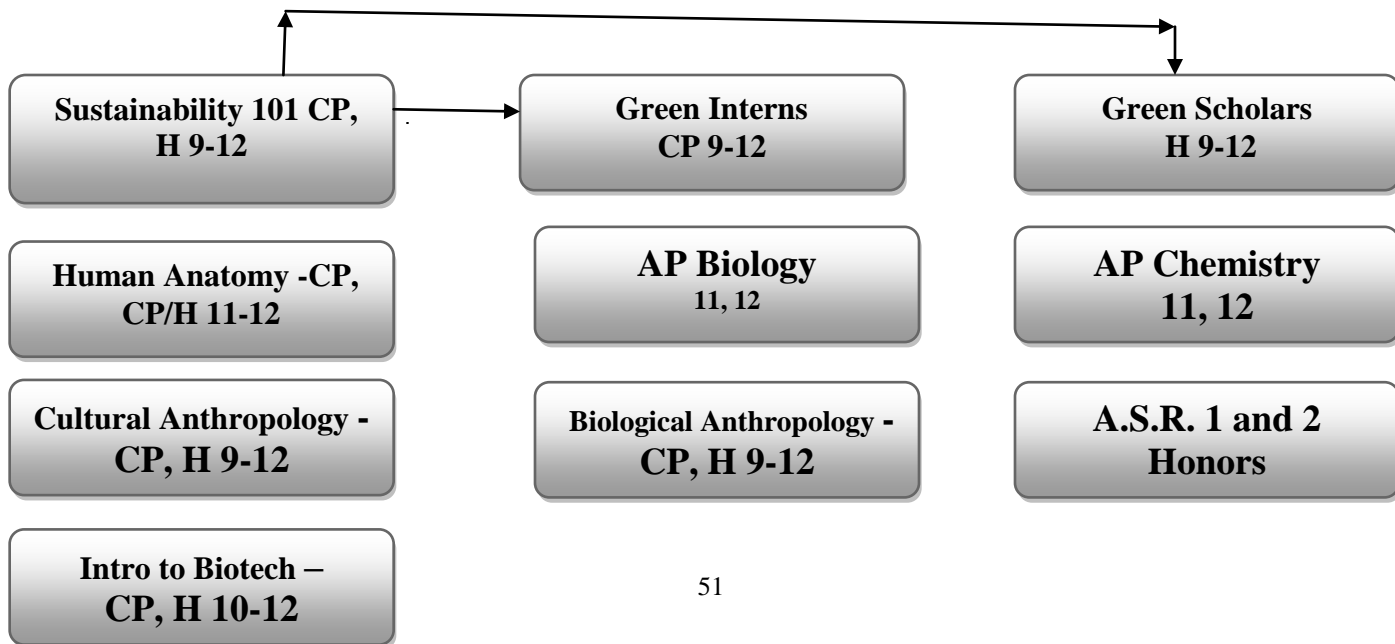 Sustainability 101 CP,
H 9-12
Green Interns
CP 9-12
Green Scholars
H 9-12
Human Anatomy -CP,
CP/H 11-12
AP Biology
11, 12
AP Chemistry
11, 12
Cultural Anthropology -
CP, H 9-12
Biological Anthropology -
CP, H 9-12
A.S.R. 1 and 2
Honors
Intro to Biotech –
CP, H 10-12
51